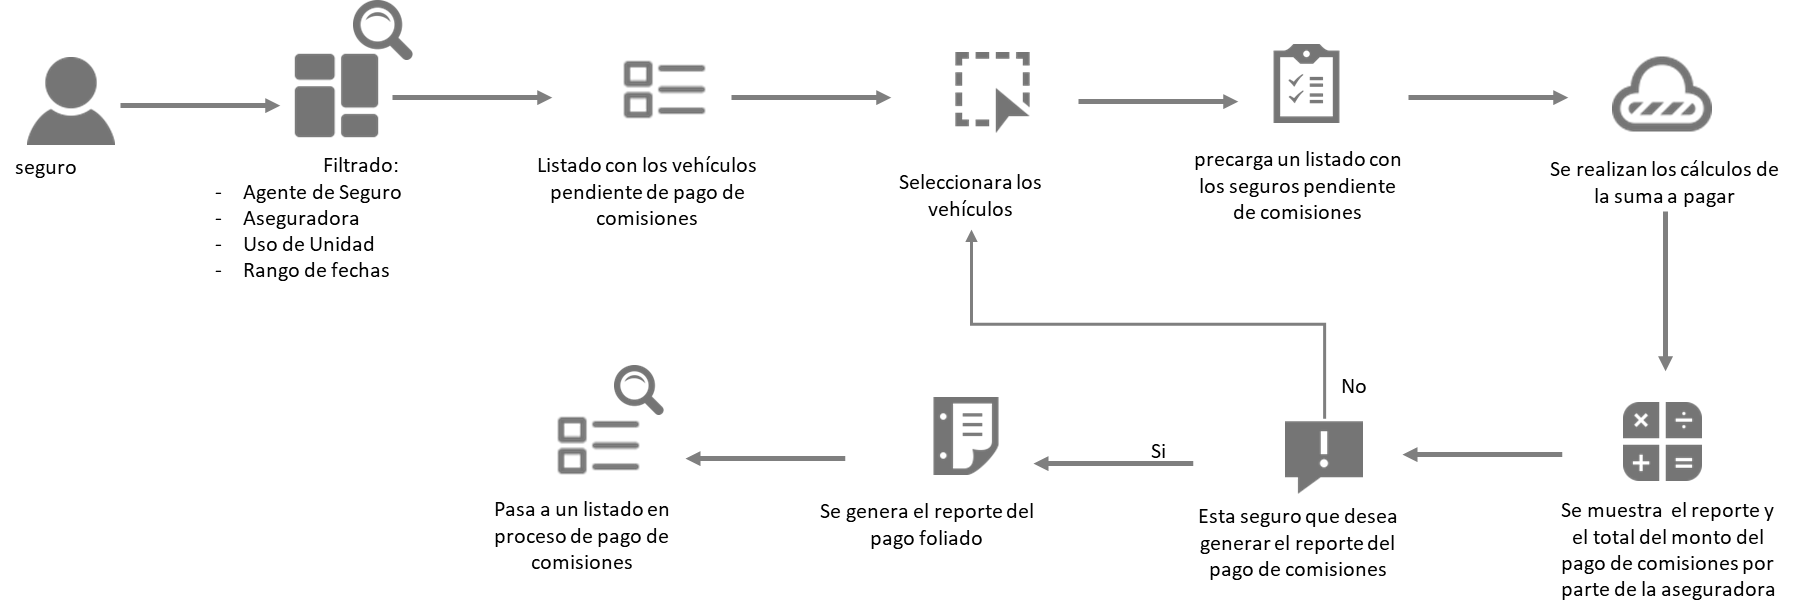 seguro
Filtrado:
- Agente de Seguro
- Aseguradora
- Uso de Unidad
- Rango de fechas
Listado con los vehículos
pendiente de pago de
comisiones
Seleccionara los
vehículos
precarga un listado con
los seguros pendiente
de comisiones
Se realizan los cálculos de
la suma a pagar
Se muestra el reporte y
el total del monto del
pago de comisiones por
parte de la aseguradora
No
Esta seguro que desea
generar el reporte del
pago de comisiones
Si
Se genera el reporte del
pago foliado
Pasa a un listado en
proceso de pago de
comisiones